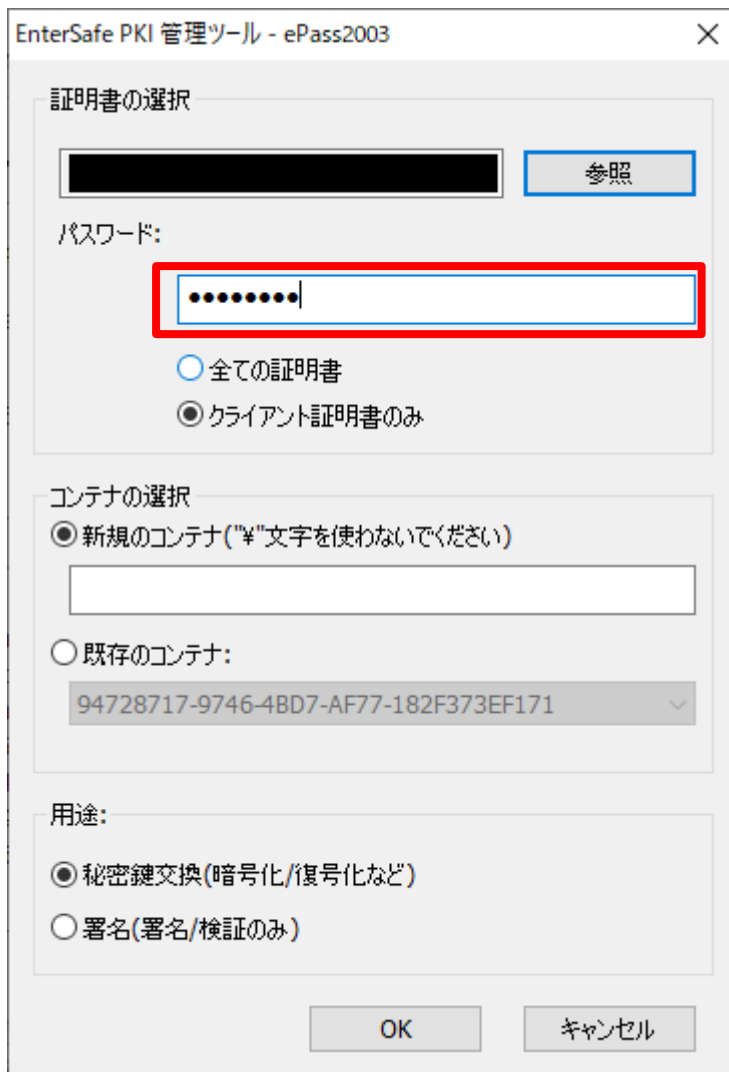 EnterSafe PKI 管理ツール - ePass2003
証明書の選択
参照
パスワード:
●●●●●●●●
全ての証明書
クライアント証明書のみ
コンテナの選択
新規のコンテナ("¥"文字を使わないでください)
既存のコンテナ:
94728717-9746-4BD7-AF77-182F373EF171
用途:
秘密鍵交換(暗号化/復号化など)
署名(署名/検証のみ)
OK
キャンセル